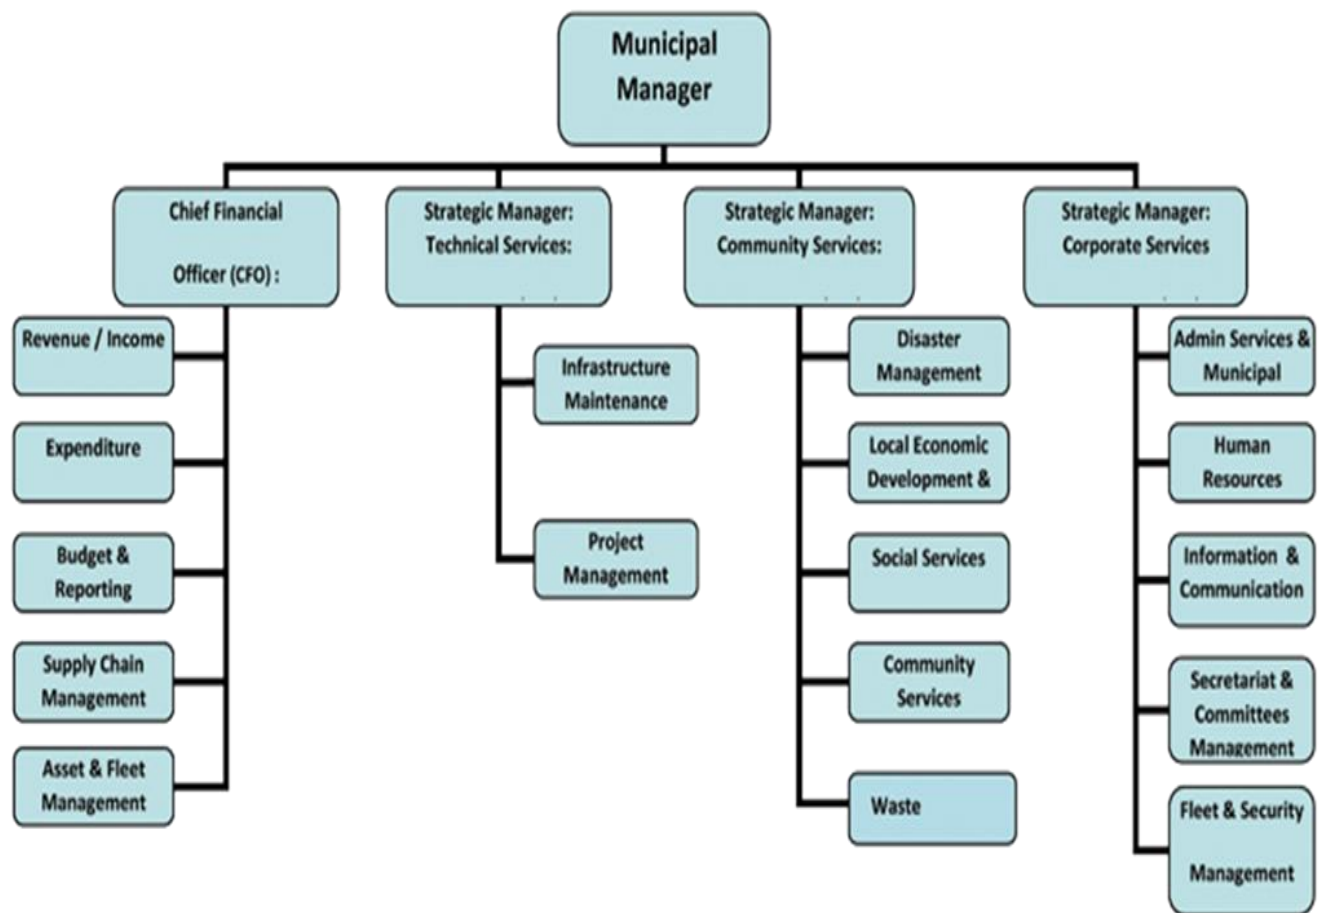 Municipal
Manager
Chief Financial
Officer (CFO) :
Strategic Manager:
Technical Services:
Strategic Manager:
Community Services:
Strategic Manager:
Corporate Services
Revenue / Income
Expenditure
Budget &
Reporting
Supply Chain
Management
Asset & Fleet
Management
Infrastructure
Maintenance
Project
Management
Disaster
Management
Local Economic
Development &
Social Services
Community
Services
Waste
Admin Services &
Municipal
Human
Resources
Information &
Communication
Secretariat &
Committees
Management
Fleet & Security
Management